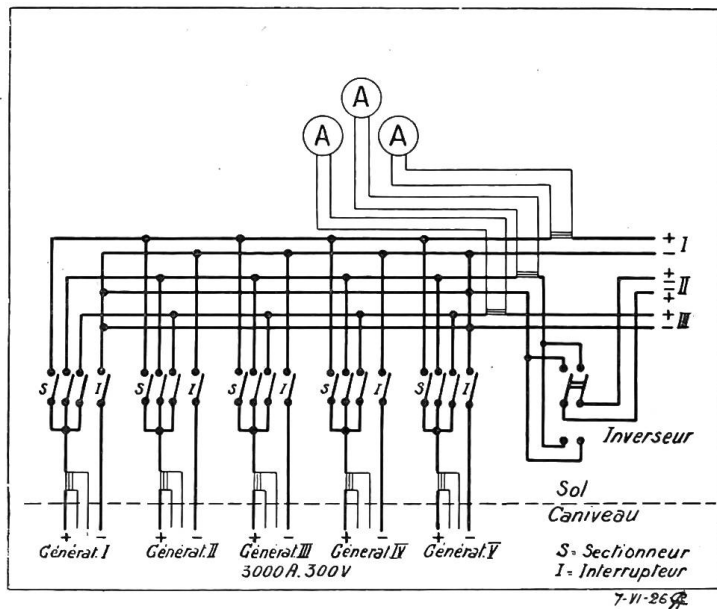 A
A A
+ I
-
+
- II
+
+
- III
S I S I S I S I S I
Inverseur
Sol
Caniveau
+ - + - + - + - + -
Générat. I Générat. II Générat. III Générat IV Générat. V
3000 A. 300 V
S = Sectionneur
I = Interrupteur
7-VI-26